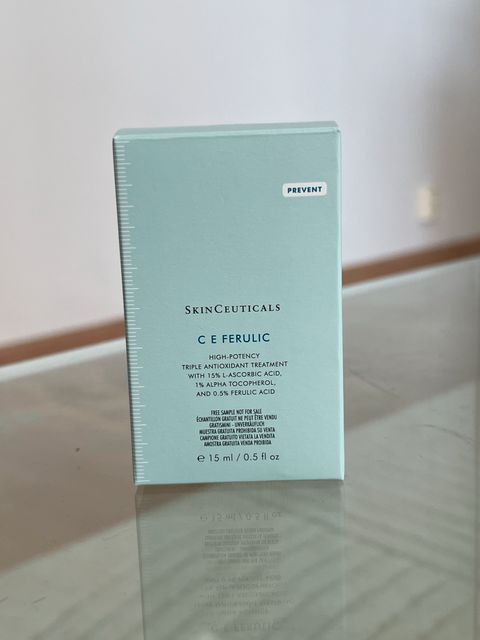 PREVENT
SKINCEUTICALS
C E FERULIC
HIGH-POTENCY
TRIPLE ANTIOXIDANT TREATMENT
WITH 15% L-ASCORBIC ACID,
1% ALPHA TOCOPHEROL,
AND 0.5% FERULIC ACID
FREE SAMPLE NOT FOR SALE
ÉCHANTILLON GRATUIT NE PEUT ÊTRE VENDU
GRATISMINI - UNVERKÄUFLICH
MUESTRA GRATUITA PROHIBIDA SU VENTA
CAMPIONE GRATUITO VIETATA LA VENDITA
AMOSTRA GRATUITA VENDA PROIBIDA
℮ 15 ml / 0.5 fl oz